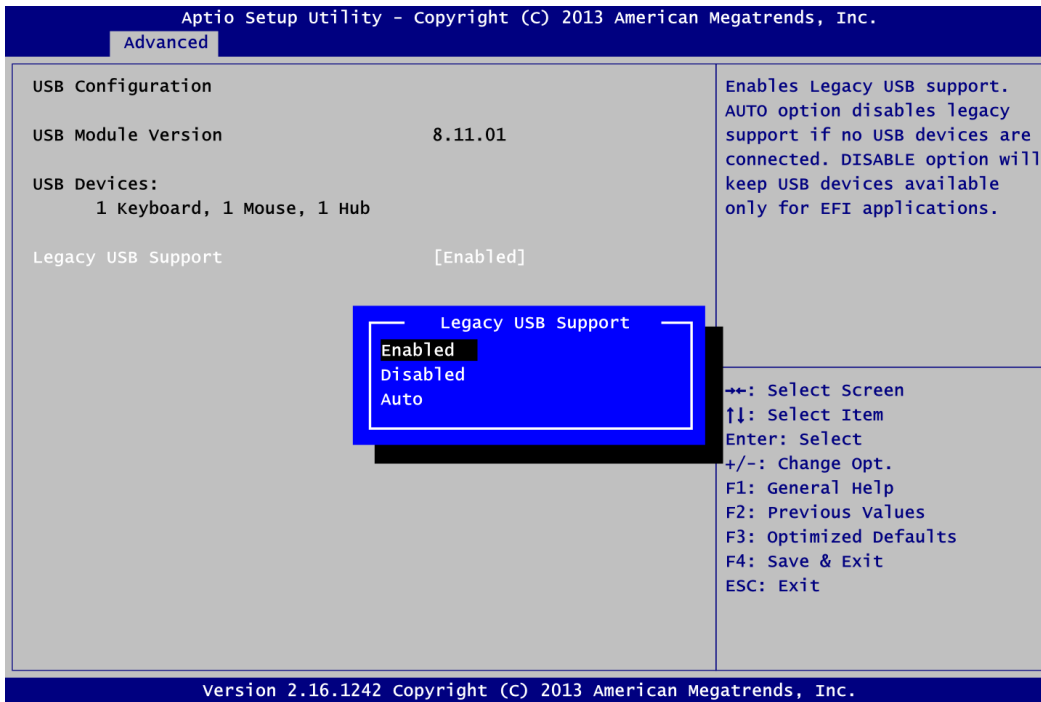 Aptio Setup Utility - Copyright (C) 2013 American Megatrends, Inc.
Advanced
USB Configuration
USB Module Version 8.11.01
USB Devices:
1 Keyboard, 1 Mouse, 1 Hub
Legacy USB Support [Enabled]
Legacy USB Support
Enabled
Disabled
Auto
Enables Legacy USB support.
AUTO option disables legacy
support if no USB devices are
connected. DISABLE option will
keep USB devices available
only for EFI applications.
→←: Select Screen
↑↓: Select Item
Enter: Select
+/-: Change Opt.
F1: General Help
F2: Previous Values
F3: Optimized Defaults
F4: Save & Exit
ESC: Exit
Version 2.16.1242 Copyright (C) 2013 American Megatrends, Inc.